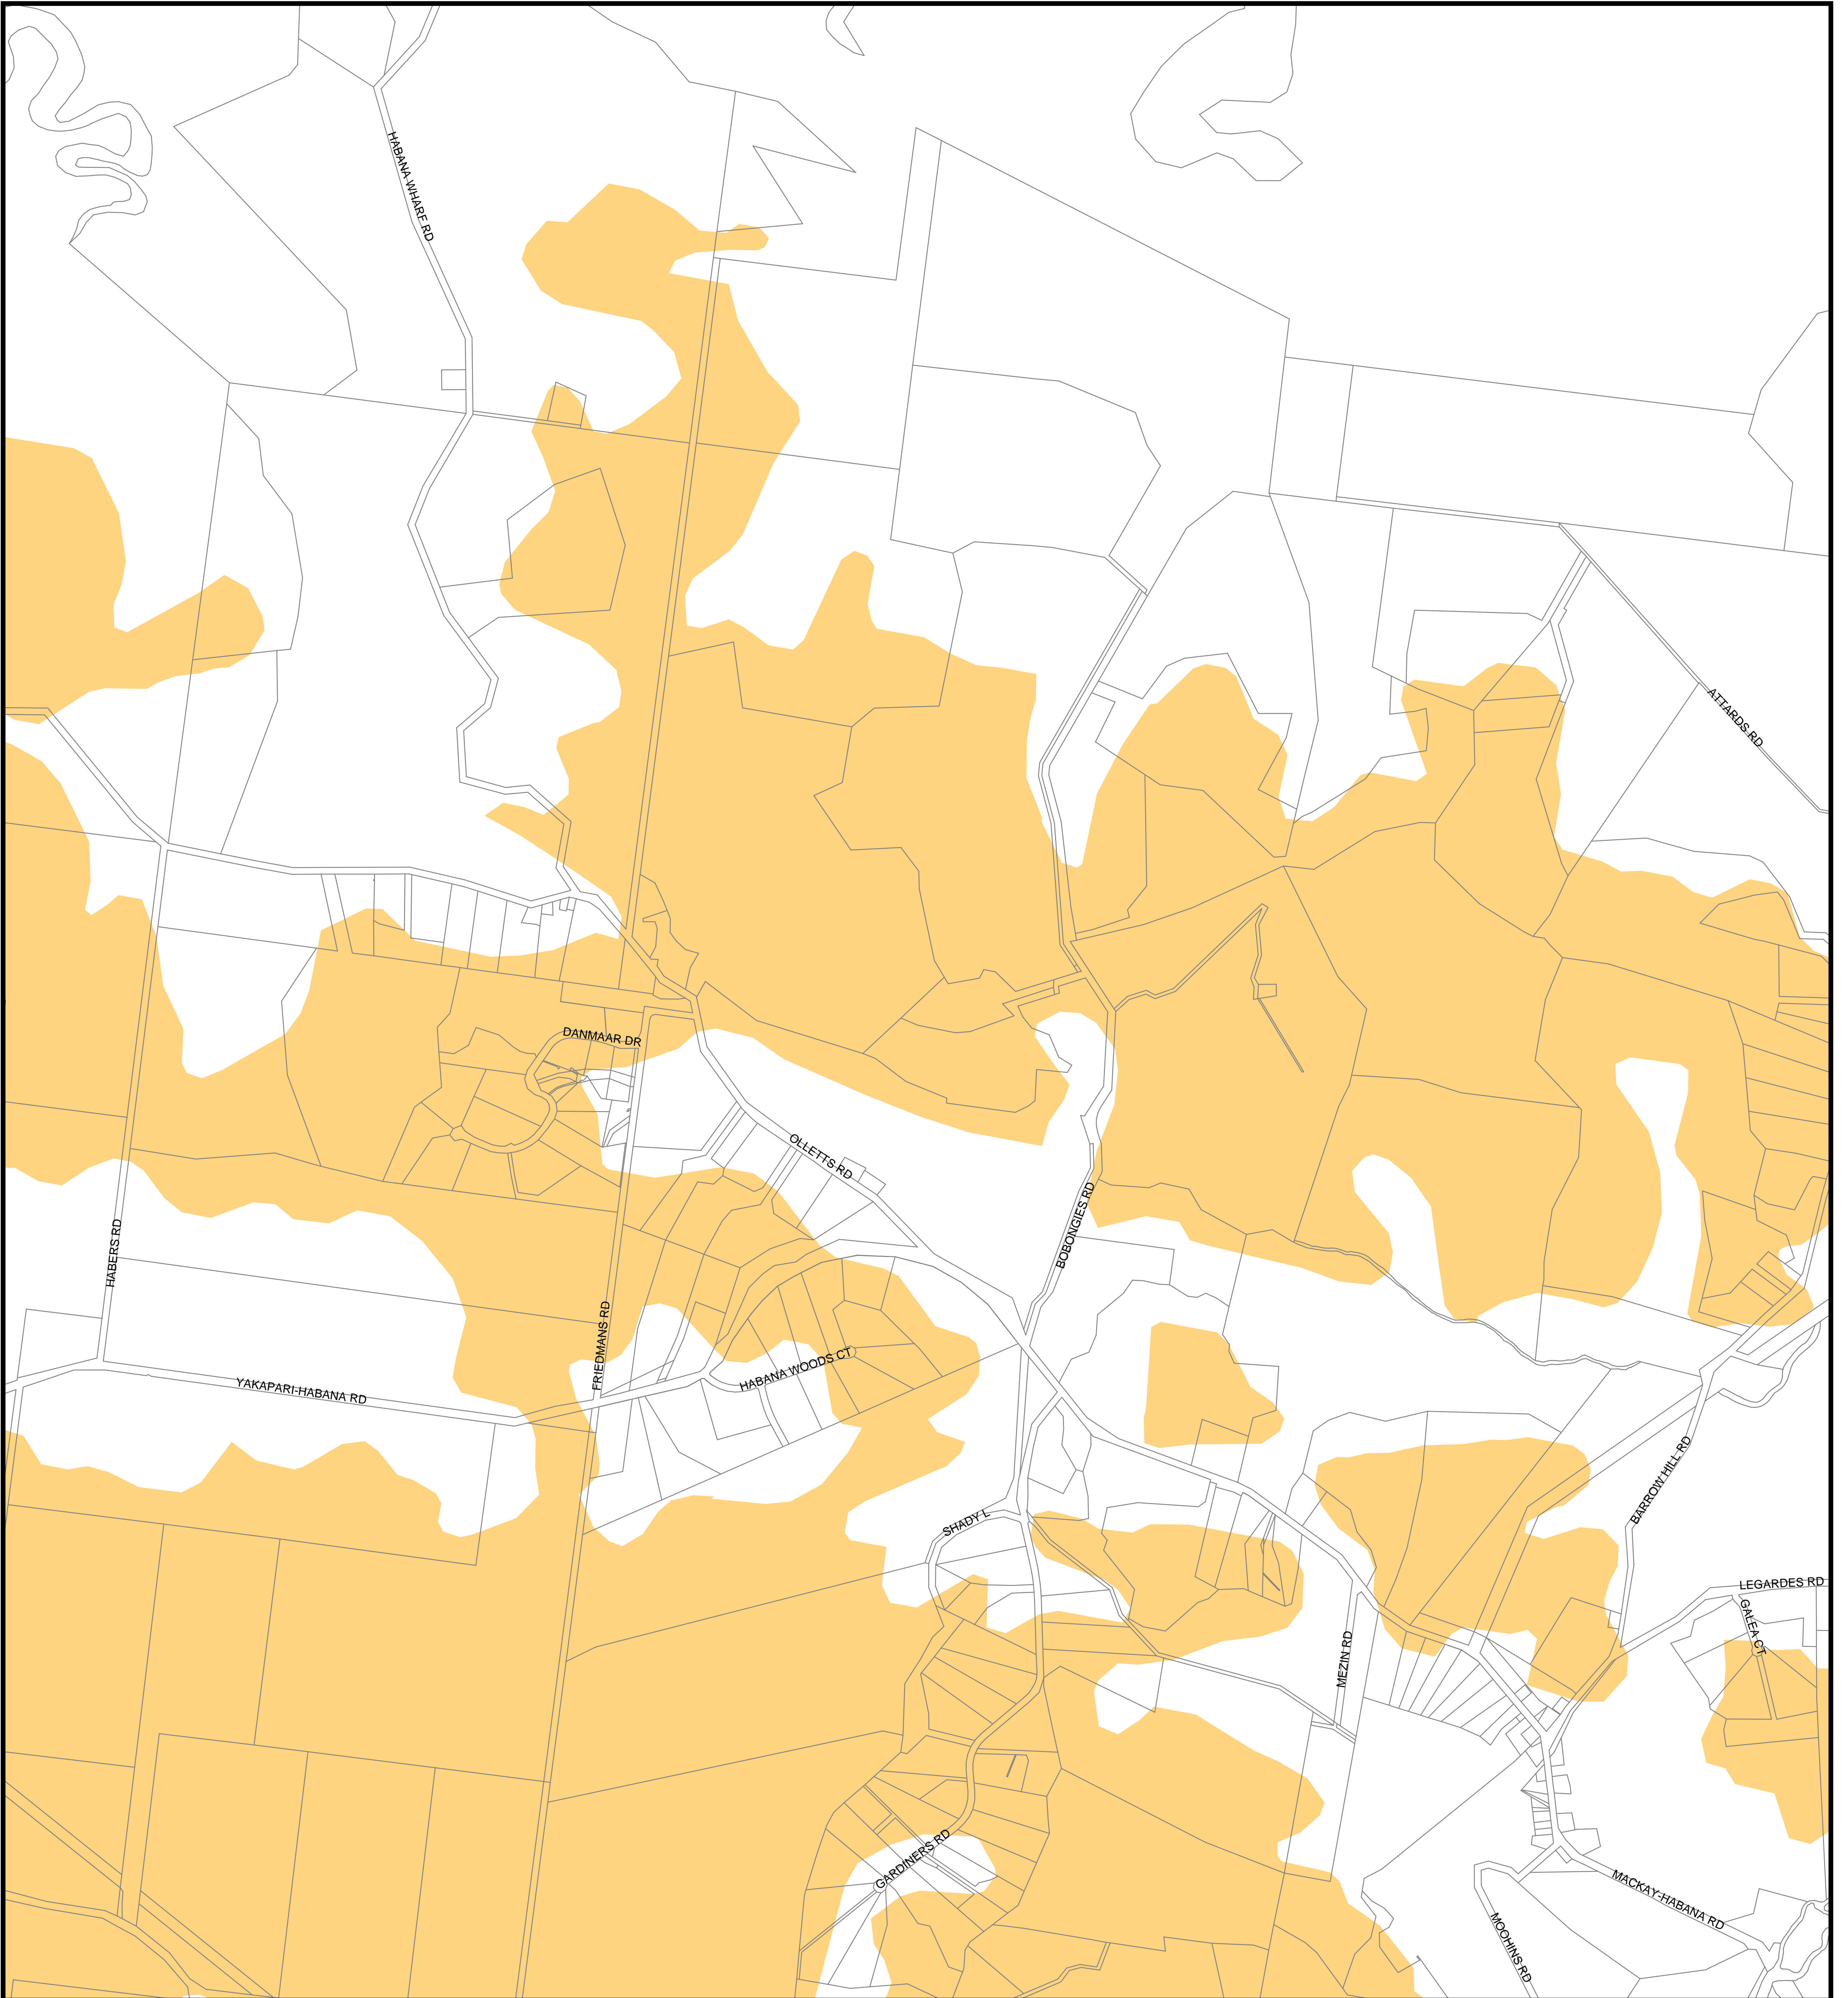 HABANA WHARF RD
ATTARDS RD
DANMAAR DR
OLLETTS RD
BOBONGIES RD
HABERS RD
FRIEDMANS RD
HABANA WOODS CT
YAKAPARI-HABANA RD
BARROW HILL RD
SHADY L
LEGARDES RD
GALEA CT
MEZIN RD
GARDINERS RD
MACKAY-HABANA RD
MOOHINS RD